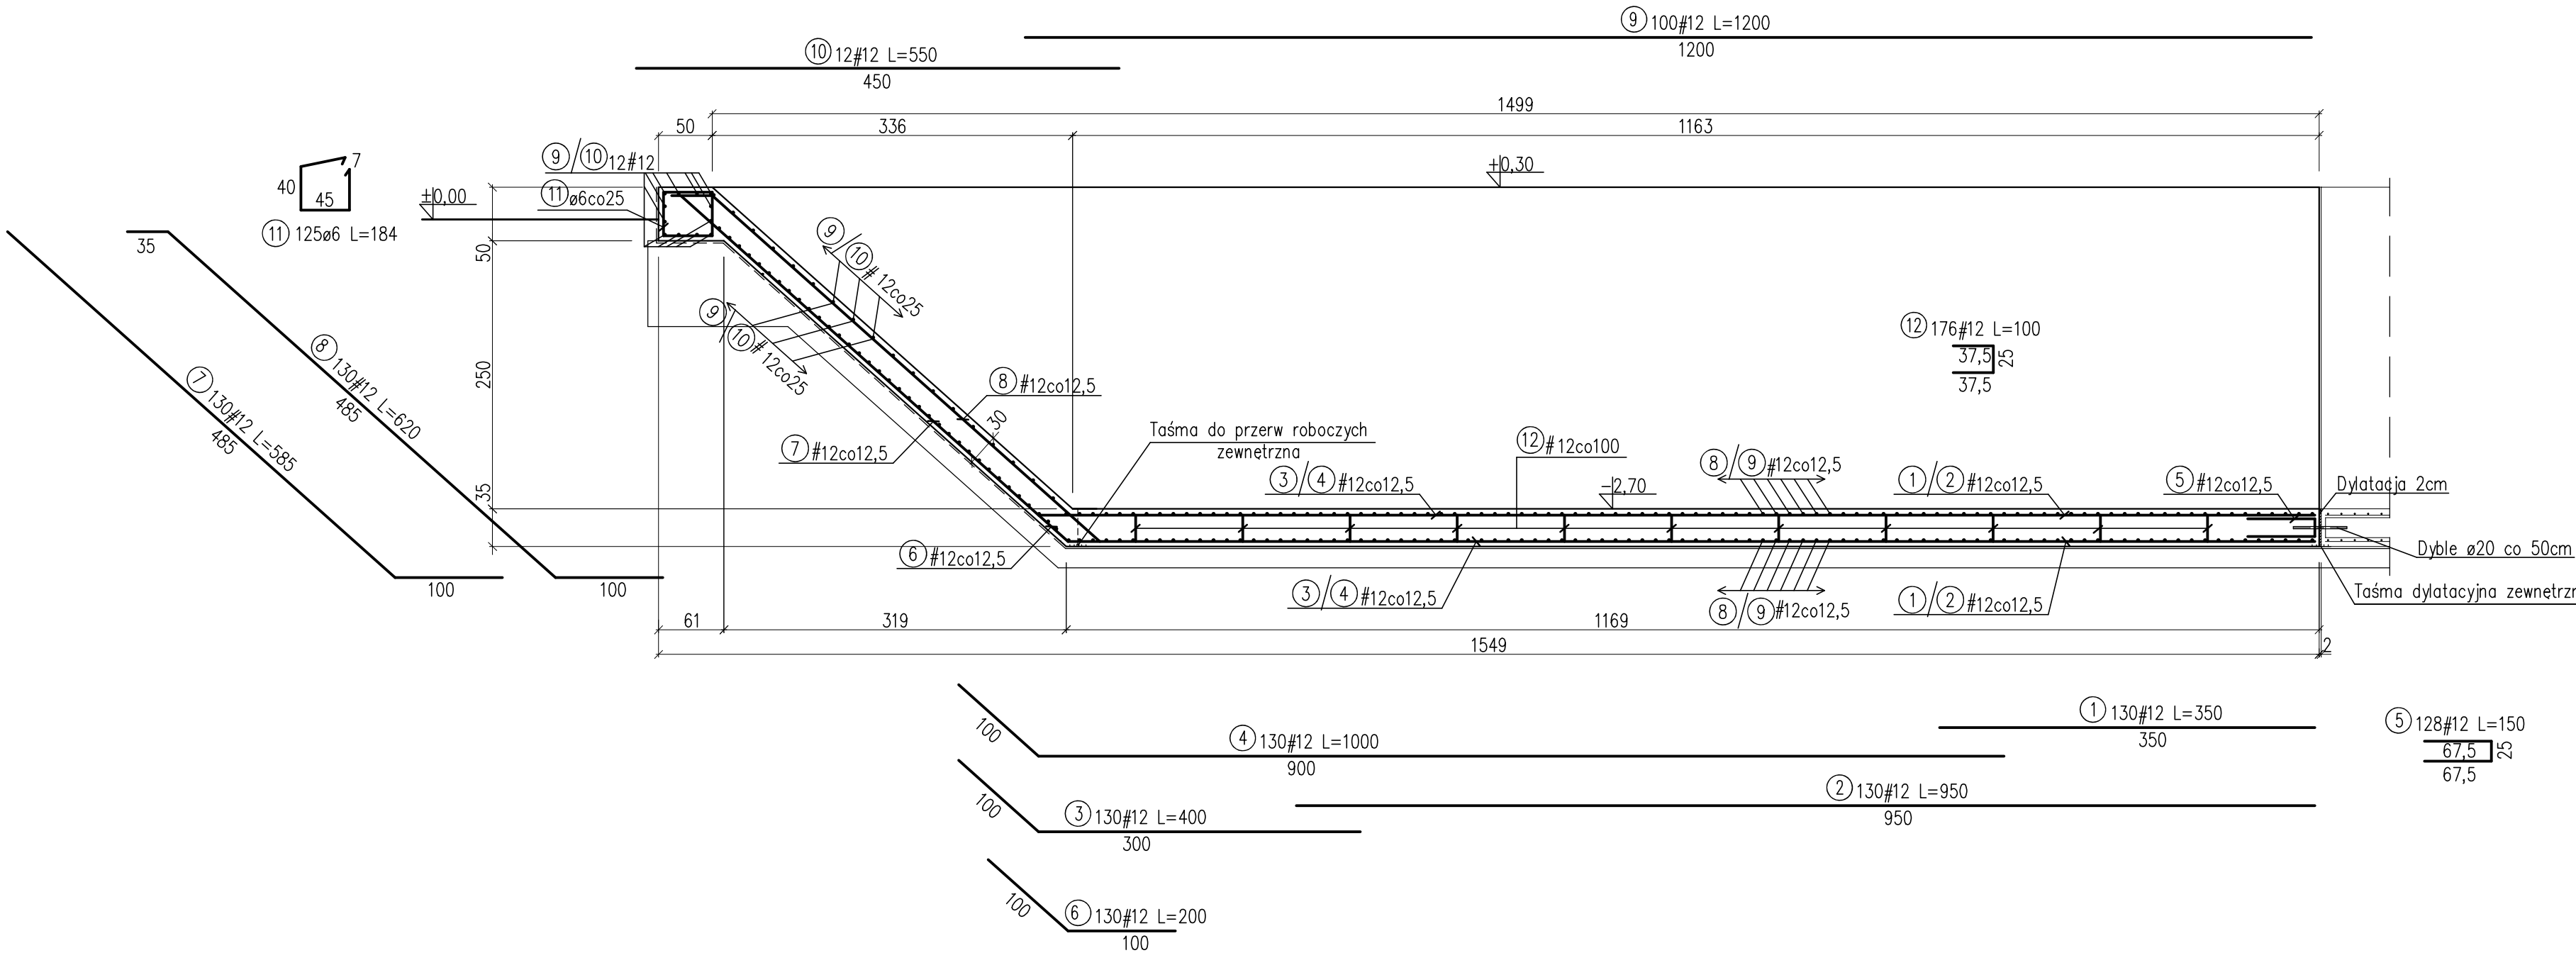 9 100#12 L=1200
1200
10 12#12 L=550
450
1499
50
336
1163
9/10 12#12
7
40
45
11 ø6co25
±0,00
+0,30
11 125ø6 L=184
35
50
9/10 #12co25
9/10 #12co25
12 176#12 L=100
37,5
25
37,5
8 130#12 L=620
485
7 130#12 L=585
485
250
8 #12co12,5
30
7 #12co12,5
Taśma do przerw roboczych
zewnętrzna
12 #12co100
3/4 #12co12,5
8/9 #12co12,5
-2,70
1/2 #12co12,5
5 #12co12,5
Dylatacja 2cm
35
6 #12co12,5
Dyble ø20 co 50cm
100
100
3/4 #12co12,5
8/9 #12co12,5
1/2 #12co12,5
Taśma dylatacyjna zewnętrzn
61
319
1169
1549
2
100
4 130#12 L=1000
900
1 130#12 L=350
350
5 128#12 L=150
67,5
25
67,5
100
3 130#12 L=400
300
2 130#12 L=950
950
100
6 130#12 L=200
100